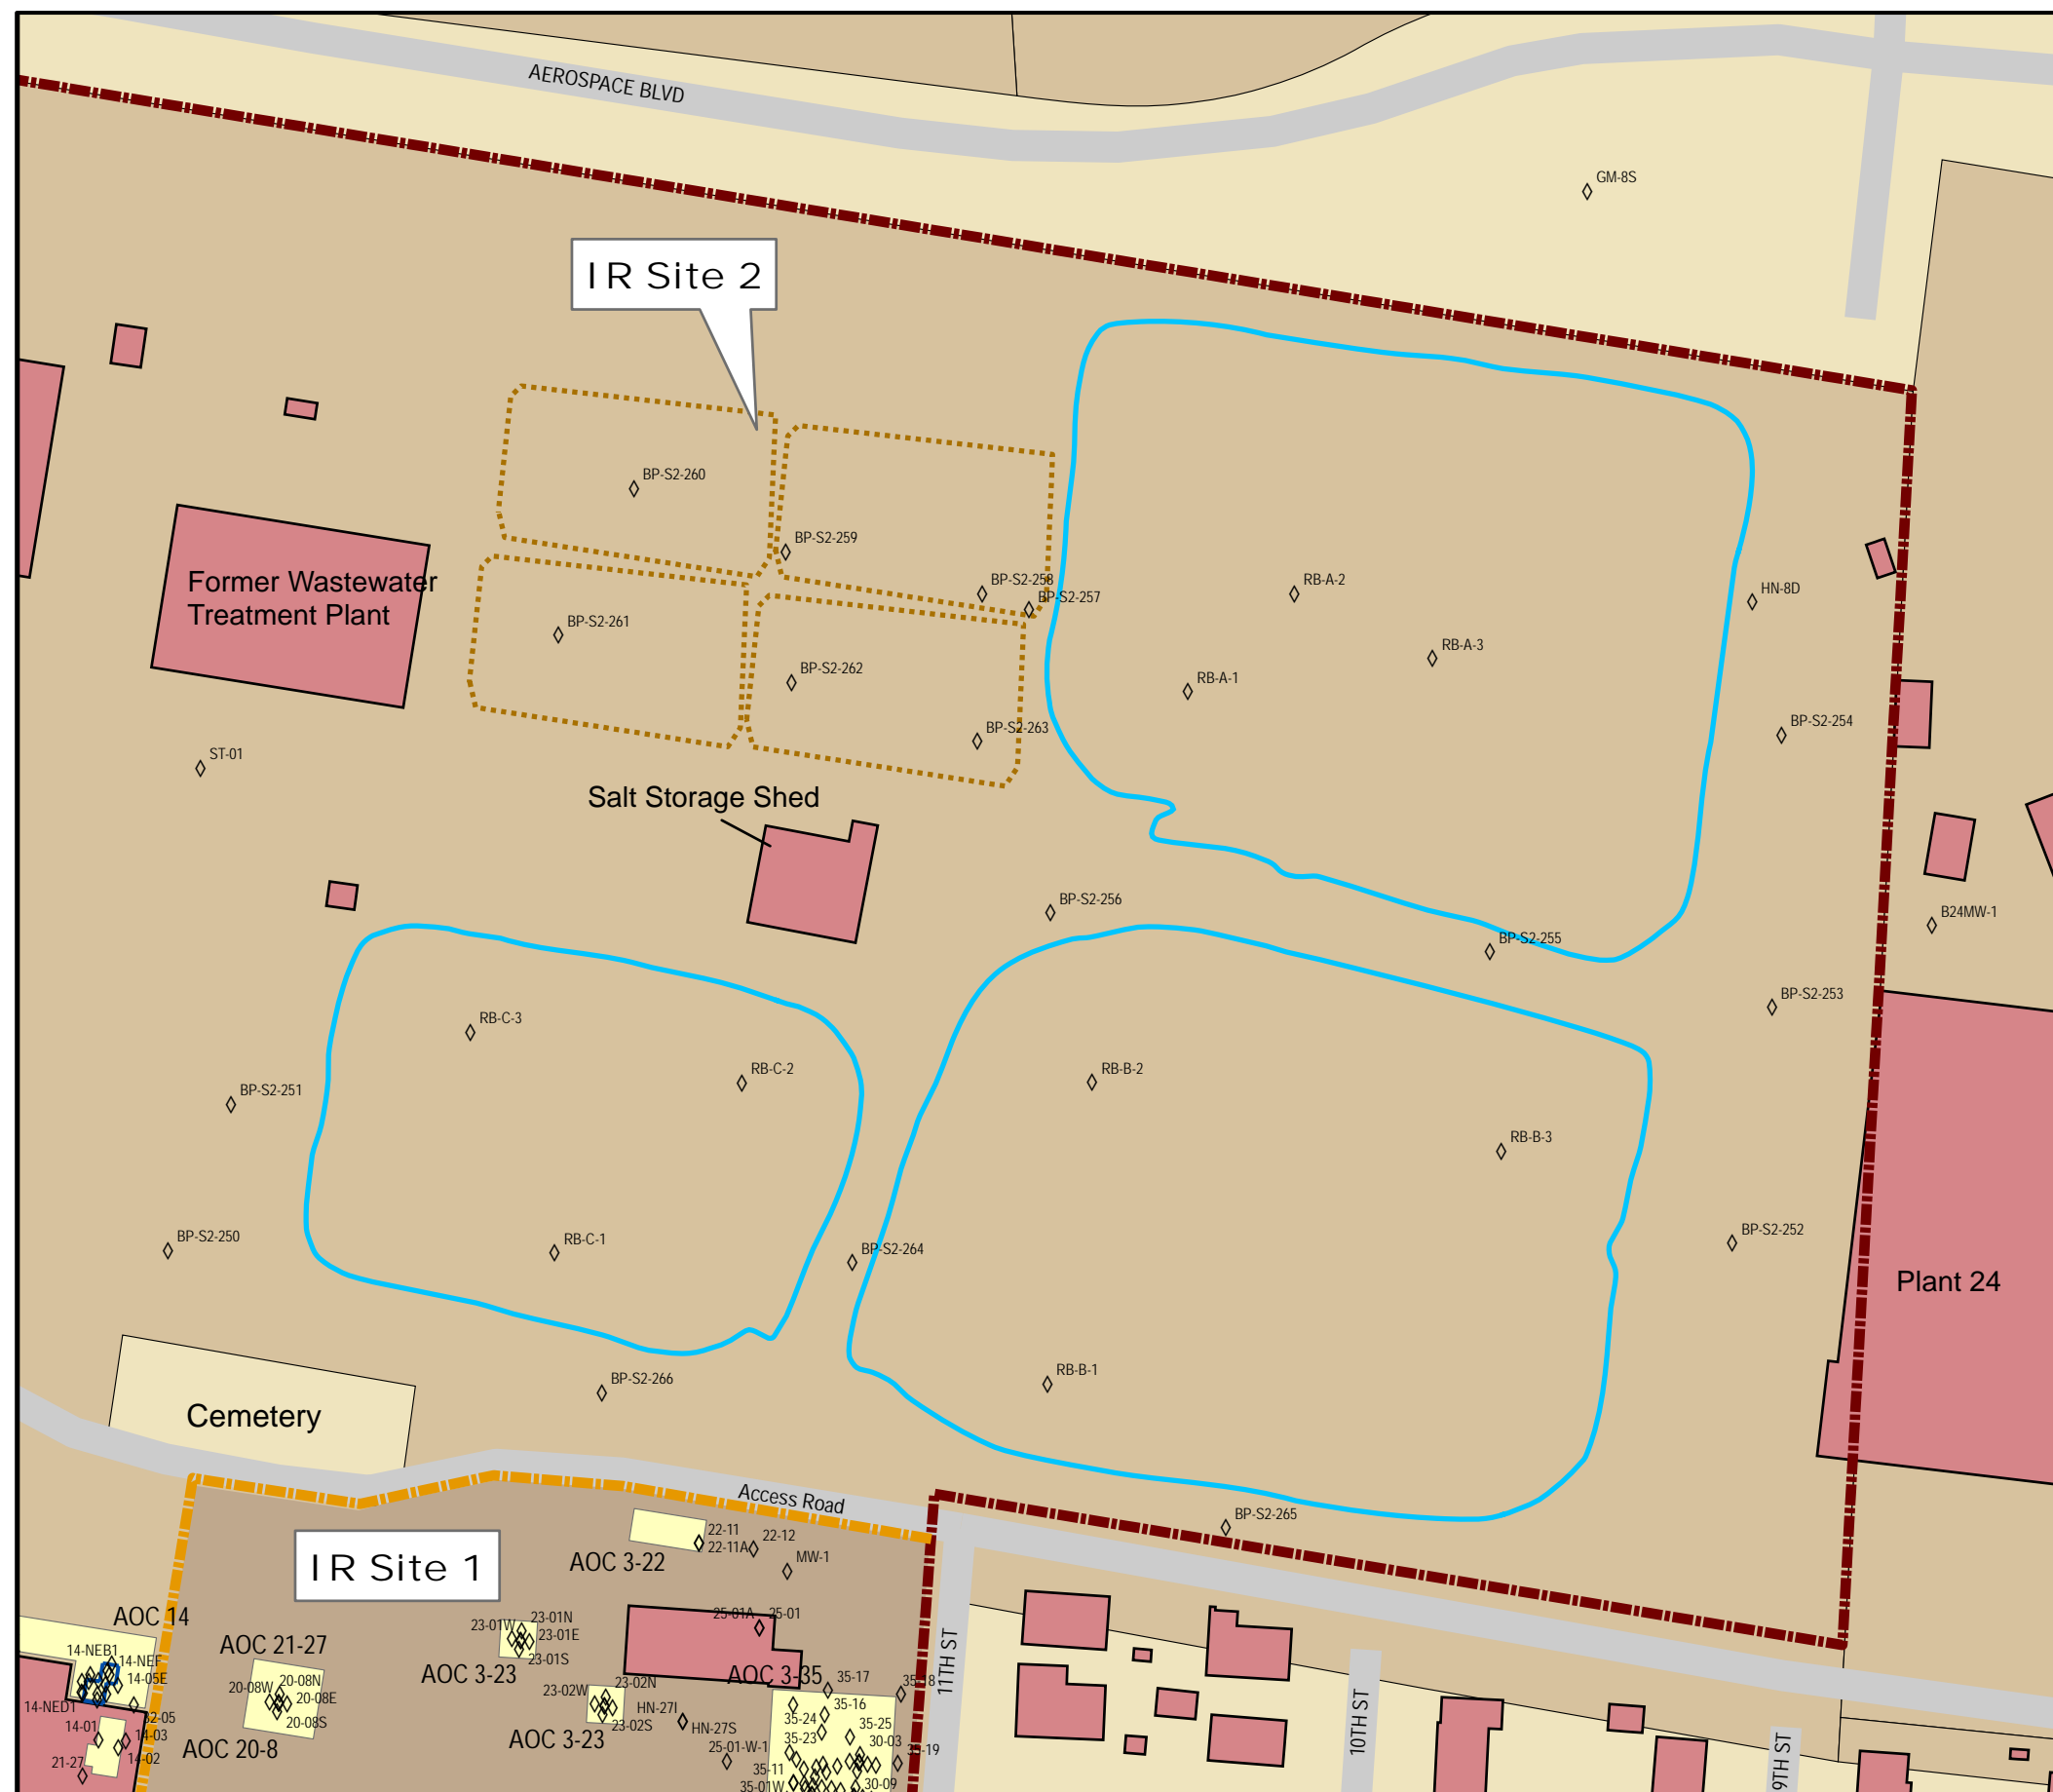 AEROSPACE BLVD
GM-8S
IR Site 2
BP-S2-260
BP-S2-259
Former Wastewater
Treatment Plant
BP-S2-258
BP-S2-257
RB-A-2
HN-8D
BP-S2-261
RB-A-3
BP-S2-262
RB-A-1
BP-S2-263
BP-S2-254
ST-01
Salt Storage Shed
BP-S2-256
B24MW-1
BP-S2-255
BP-S2-253
RB-C-3
RB-C-2
RB-B-2
BP-S2-251
RB-B-3
BP-S2-250
RB-C-1
BP-S2-264
BP-S2-252
Plant 24
RB-B-1
BP-S2-266
Cemetery
Access Road
BP-S2-265
IR Site 1
22-11
22-12
22-11A
AOC 3-22
MW-1
AOC 14
23-01N
25-01A
25-01
23-01W
23-01E
AOC 21-27
14-NEB1
23-01S
14-NEF
AOC 3-23
AOC 3-35
11TH ST
14-05E
20-08N
20-08W
20-08E
23-02N
23-02W
35-17
35-18
14-NED1
32-05
20-08S
23-02S
HN-27I
HN-27S
35-16
35-24
35-25
14-01
14-03
AOC 20-8
AOC 3-23
35-23
30-03
10TH ST
14-02
25-01-W-1
35-19
21-27
35-11
35-01W
30-09
9TH ST